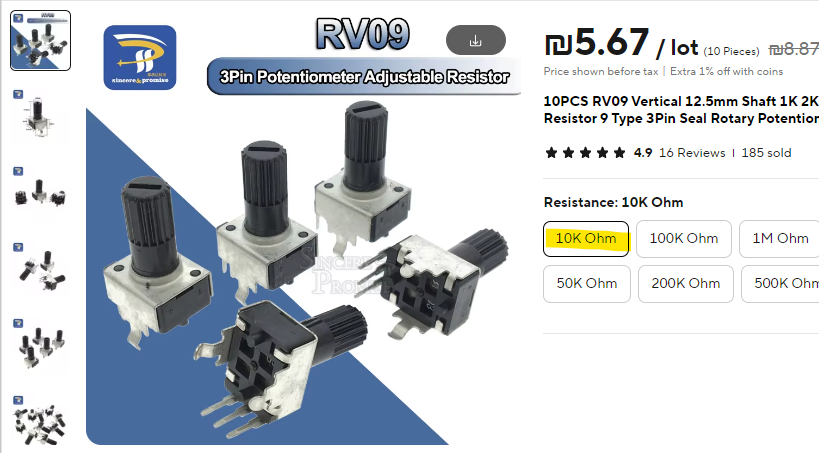 RV09
3Pin Potentiometer Adjustable Resistor
sincere&promise
₪5.67 / lot (10 Pieces) ₪8.87
Price shown before tax | Extra 1% off with coins
10PCS RV09 Vertical 12.5mm Shaft 1K 2K
Resistor 9 Type 3Pin Seal Rotary Potention
4.9 16 Reviews | 185 sold
Resistance: 10K Ohm
10K Ohm
100K Ohm
1M Ohm
50K Ohm
200K Ohm
500K Ohm